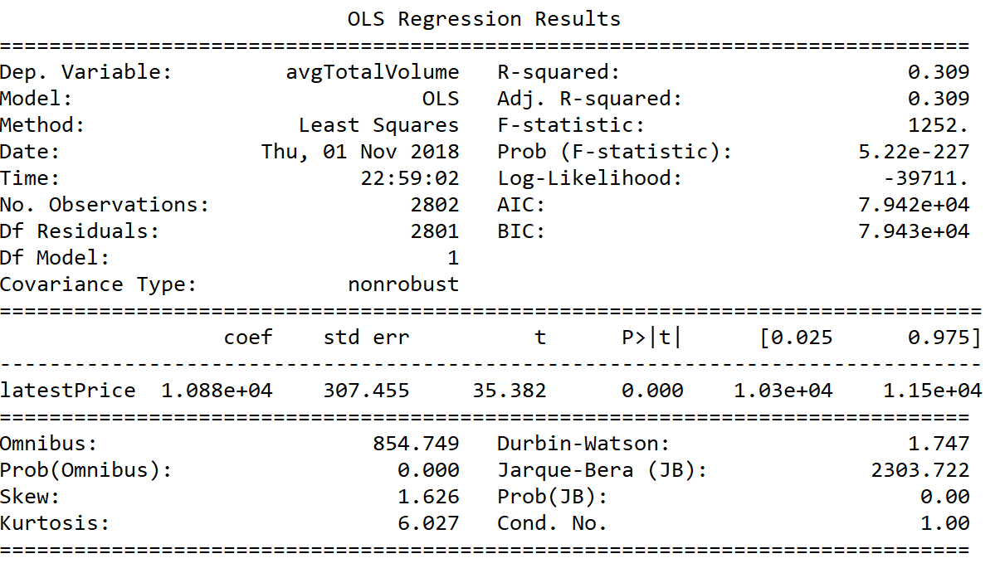 OLS Regression Results
==============================================================================
Dep. Variable:         avgTotalVolume   R-squared:                       0.309
Model:                            OLS   Adj. R-squared:                  0.309
Method:                 Least Squares   F-statistic:                     1252.
Date:                Thu, 01 Nov 2018   Prob (F-statistic):          5.22e-227
Time:                        22:59:02   Log-Likelihood:                -39711.
No. Observations:                2802   AIC:                         7.942e+04
Df Residuals:                    2801   BIC:                         7.943e+04
Df Model:                           1
Covariance Type:            nonrobust
===============================================================================
                  coef    std err          t      P>|t|      [0.025      0.975]
-------------------------------------------------------------------------------
latestPrice  1.088e+04    307.455     35.382      0.000    1.03e+04    1.15e+04
==============================================================================
Omnibus:                      854.749   Durbin-Watson:                   1.747
Prob(Omnibus):                  0.000   Jarque-Bera (JB):             2303.722
Skew:                           1.626   Prob(JB):                         0.00
Kurtosis:                       6.027   Cond. No.                         1.00
==============================================================================